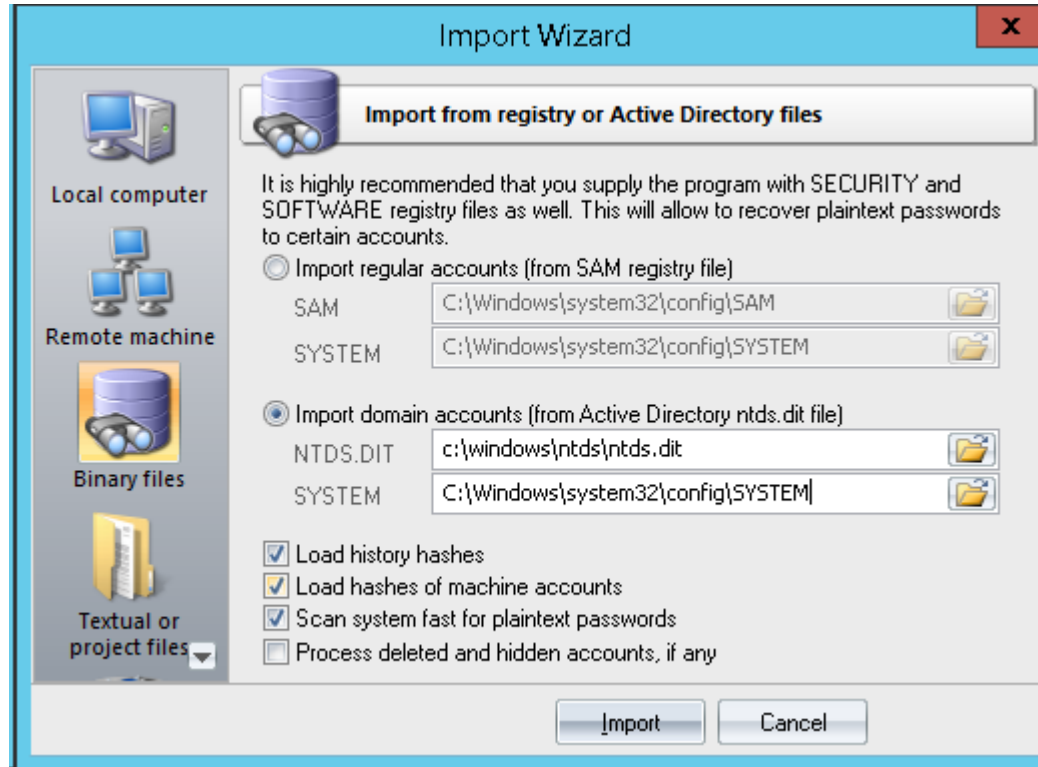 Import Wizard
x
Import from registry or Active Directory files
Local computer
Remote machine
Binary files
Textual or
project files
It is highly recommended that you supply the program with SECURITY and
SOFTWARE registry files as well. This will allow to recover plaintext passwords
to certain accounts.
Import regular accounts (from SAM registry file)
SAM C:\Windows\system32\config\SAM
SYSTEM C:\Windows\system32\config\SYSTEM
Import domain accounts (from Active Directory ntds.dit file)
NTDS.DIT c:\windows\ntds\ntds.dit
SYSTEM C:\Windows\system32\config\SYSTEM
Load history hashes
Load hashes of machine accounts
Scan system fast for plaintext passwords
Process deleted and hidden accounts, if any
Import Cancel